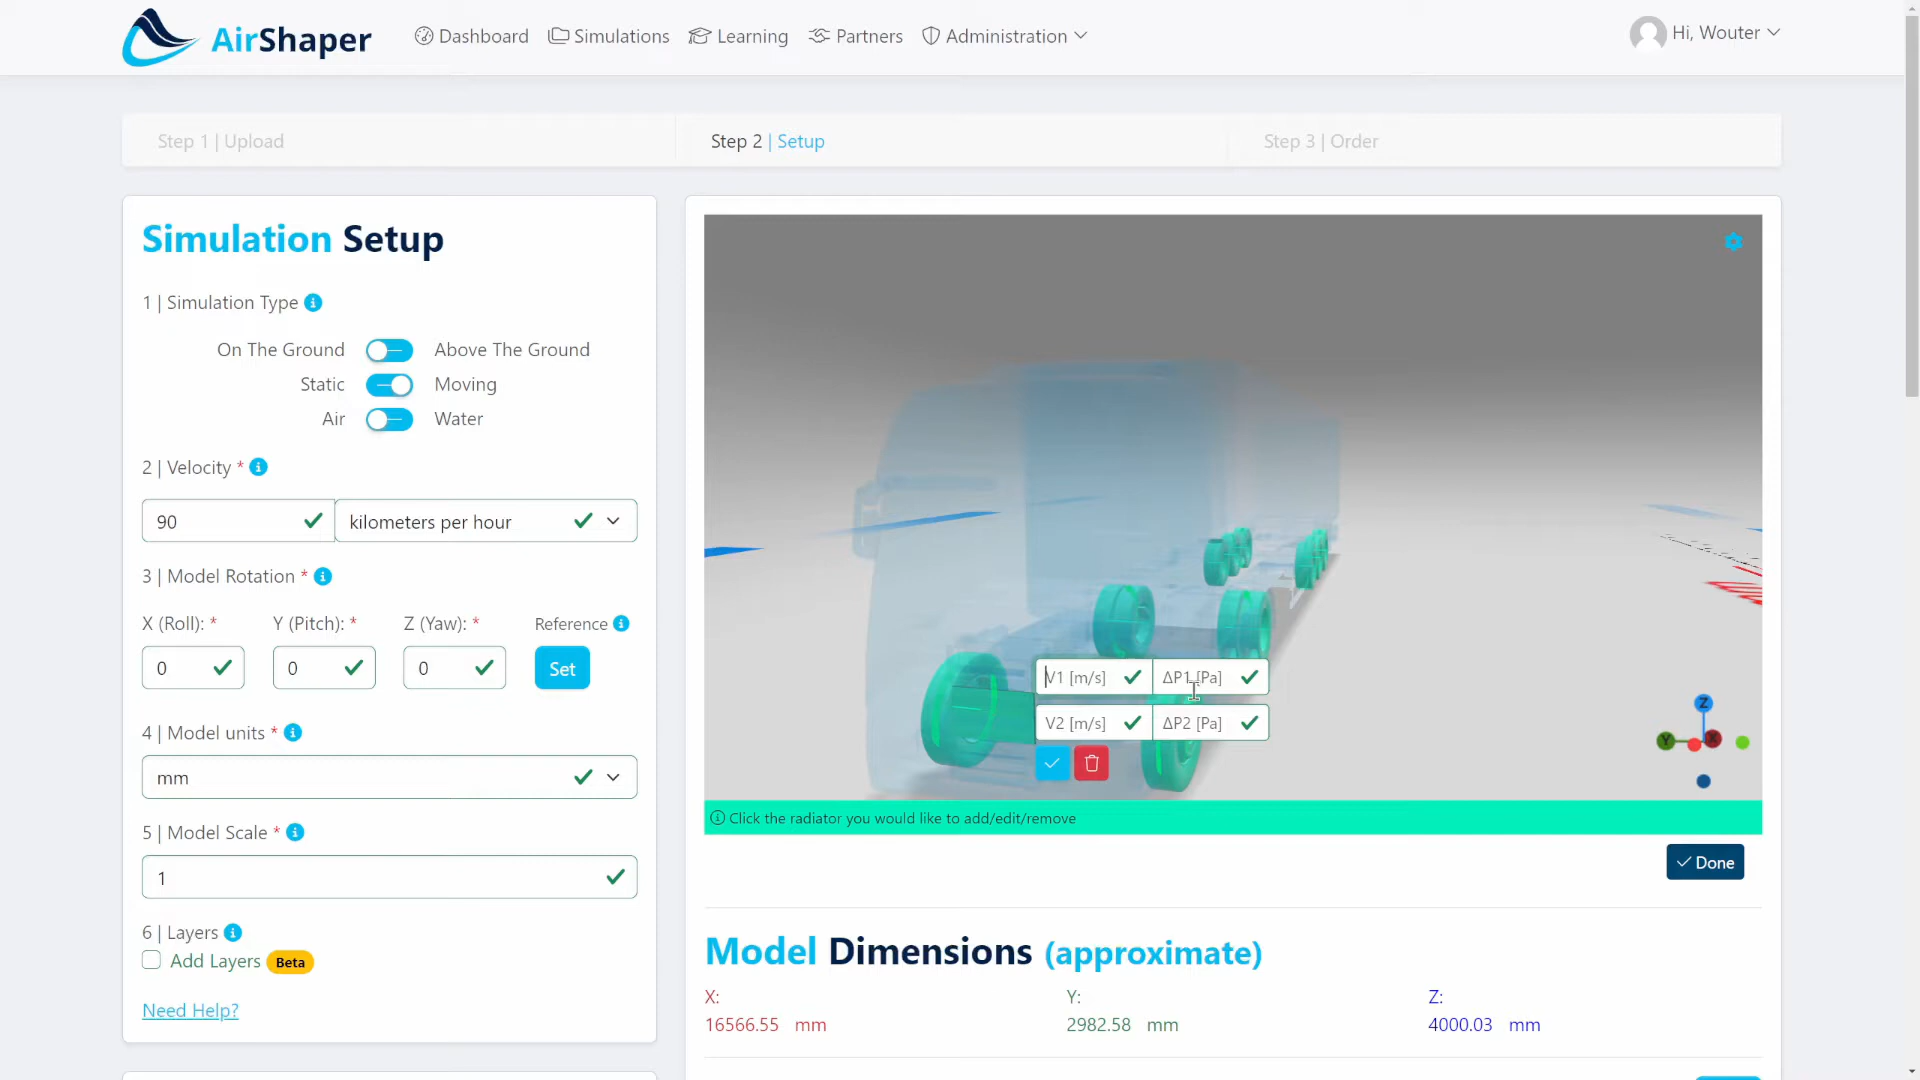 AirShaper
Dashboard
Simulations
Learning
Partners
Administration
Hi, Wouter
Step 1 | Upload
Step 2 | Setup
Step 3 | Order
Simulation Setup
1 | Simulation Type
On The Ground
Above The Ground
Static
Moving
Air
Water
2 | Velocity *
90
kilometers per hour
3 | Model Rotation *
X (Roll): *
Y (Pitch): *
Z (Yaw): *
Reference
0
0
0
Set
4 | Model units *
mm
5 | Model Scale *
1
6 | Layers
Add Layers Beta
Need Help?
V1 [m/s]
ΔP1 [Pa]
V2 [m/s]
ΔP2 [Pa]
Z
Y
X
Click the radiator you would like to add/edit/remove
Done
Model Dimensions (approximate)
X:
Y:
Z:
16566.55 mm
2982.58 mm
4000.03 mm